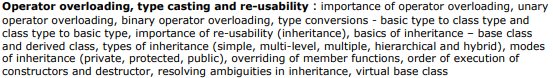 Operator overloading, type casting and re-usability : importance of operator overloading, unary
operator overloading, binary operator overloading, type conversions - basic type to class type and
class type to basic type, importance of re-usability (inheritance), basics of inheritance – base class
and derived class, types of inheritance (simple, multi-level, multiple, hierarchical and hybrid), modes
of inheritance (private, protected, public), overriding of member functions, order of execution of
constructors and destructor, resolving ambiguities in inheritance, virtual base class